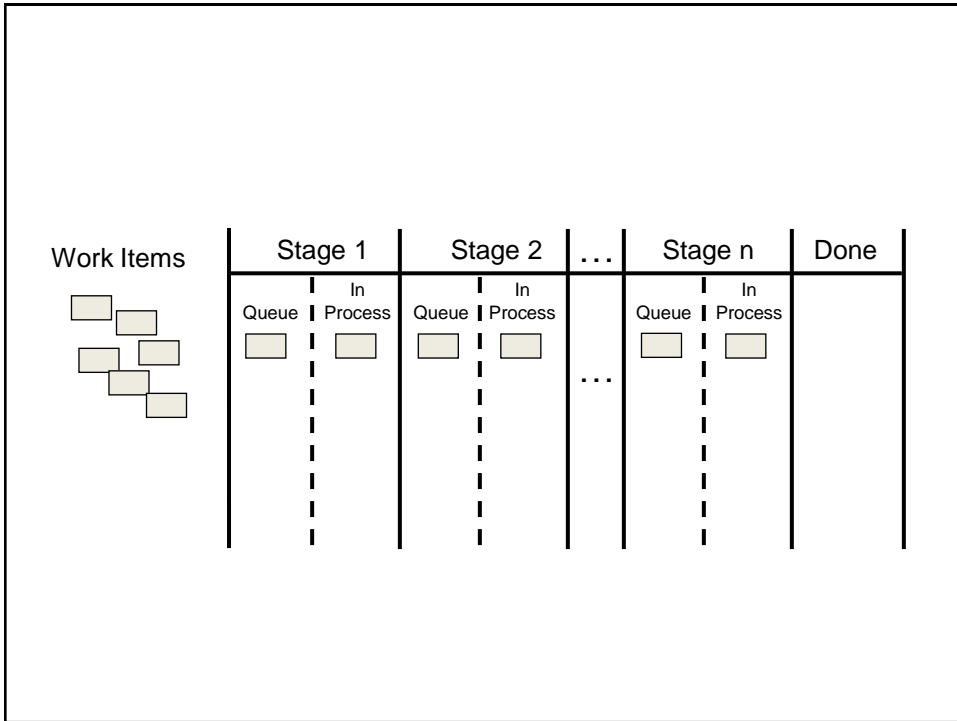 Work Items
Stage 1 Stage 2 ... Stage n Done
Queue In Process Queue In Process Queue In Process
...